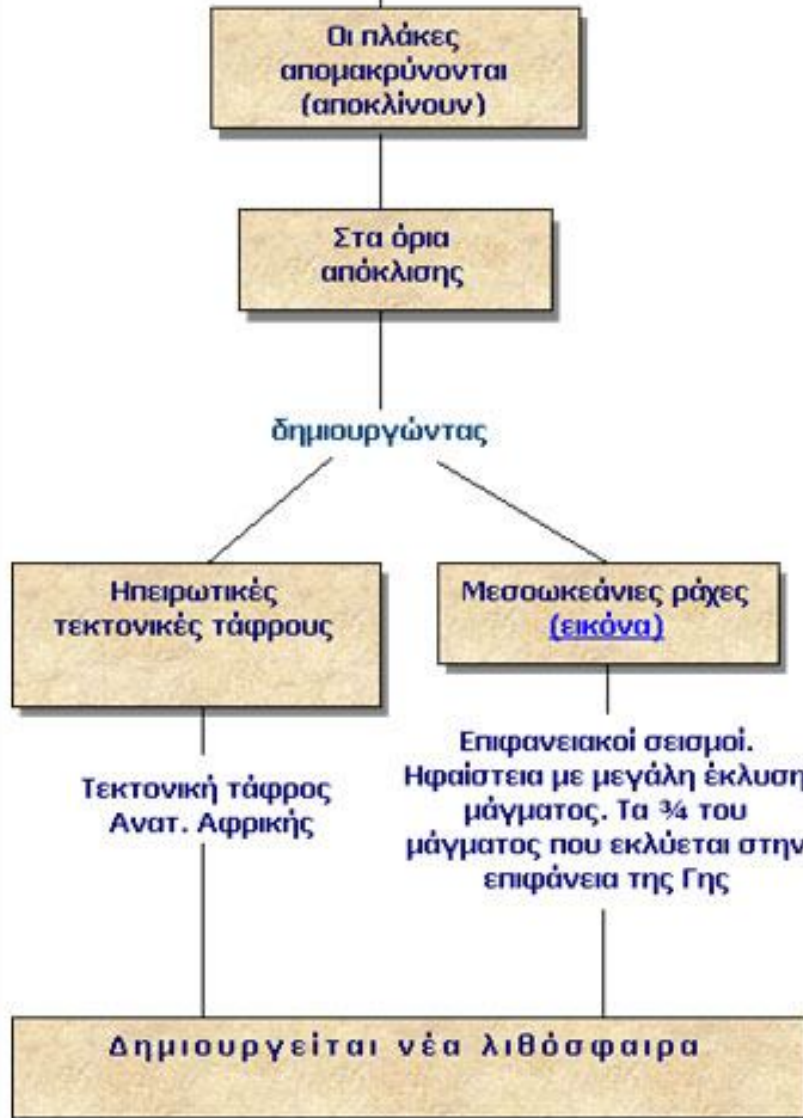 Οι πλάκες
απομακρύνονται
(αποκλίνουν)
Στα όρια
απόκλισης
δημιουργώντας
Ηπειρωτικές
τεκτονικές τάφρους
Μεσοωκεάνιες ράχες
(εικόνα)
Τεκτονική τάφρος
Ανατ. Αφρικής
Επιφανειακοί σεισμοί.
Ηφαίστεια με μεγάλη έκλυση
μάγματος. Τα ¾ του
μάγματος που εκλύεται στην
επιφάνεια της Γης
Δημιουργείται νέα λιθόσφαιρα